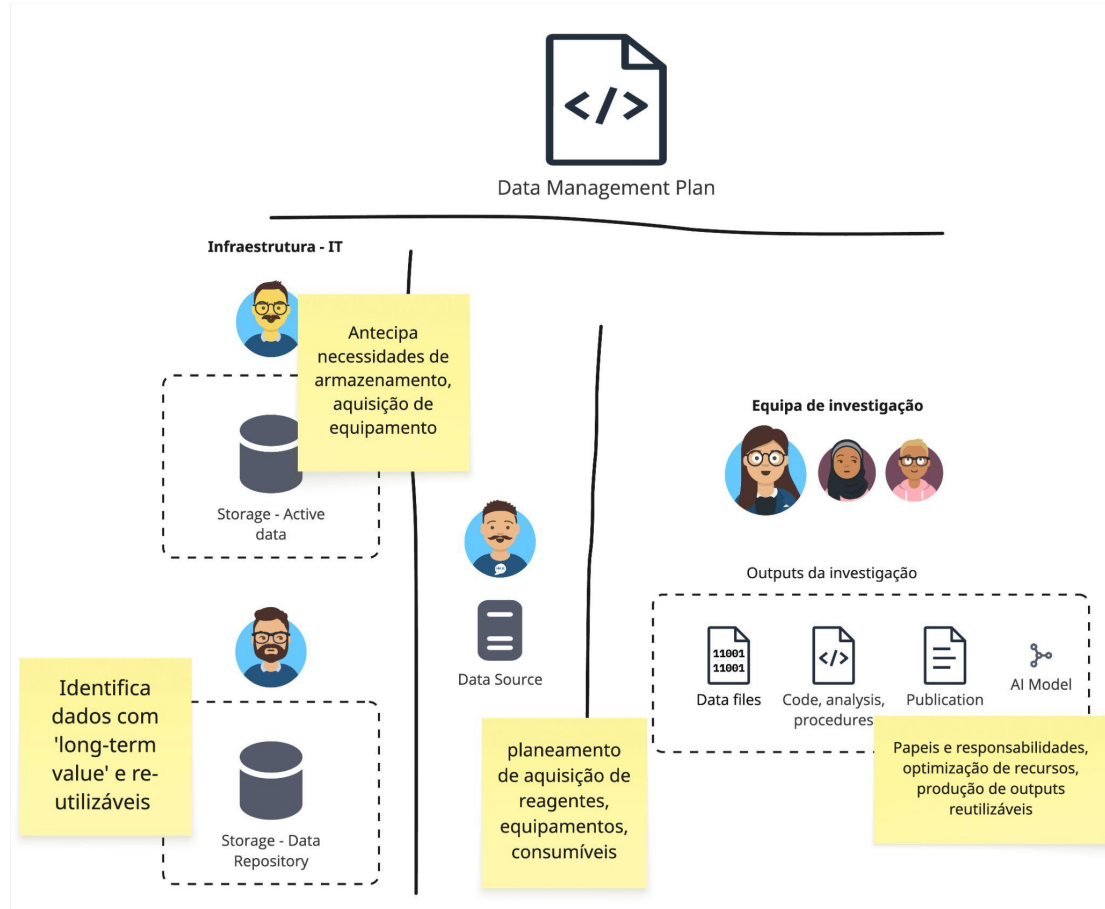 </>
Data Management Plan
Infraestrutura - IT
Antecipa
necessidades de
armazenamento,
aquisição de
equipamento
Storage - Active
data
Identifica
dados com
'long-term
value' e re-
utilizáveis
Storage - Data
Repository
Data Source
planeamento
de aquisição de
reagentes,
equipamentos,
consumíveis
Equipa de investigação
Outputs da investigação
11001
11001
Data files
</>
Code, analysis,
procedures
Publication
AI Model
Papeis e responsabilidades,
optimização de recursos,
produção de outputs
reutilizáveis